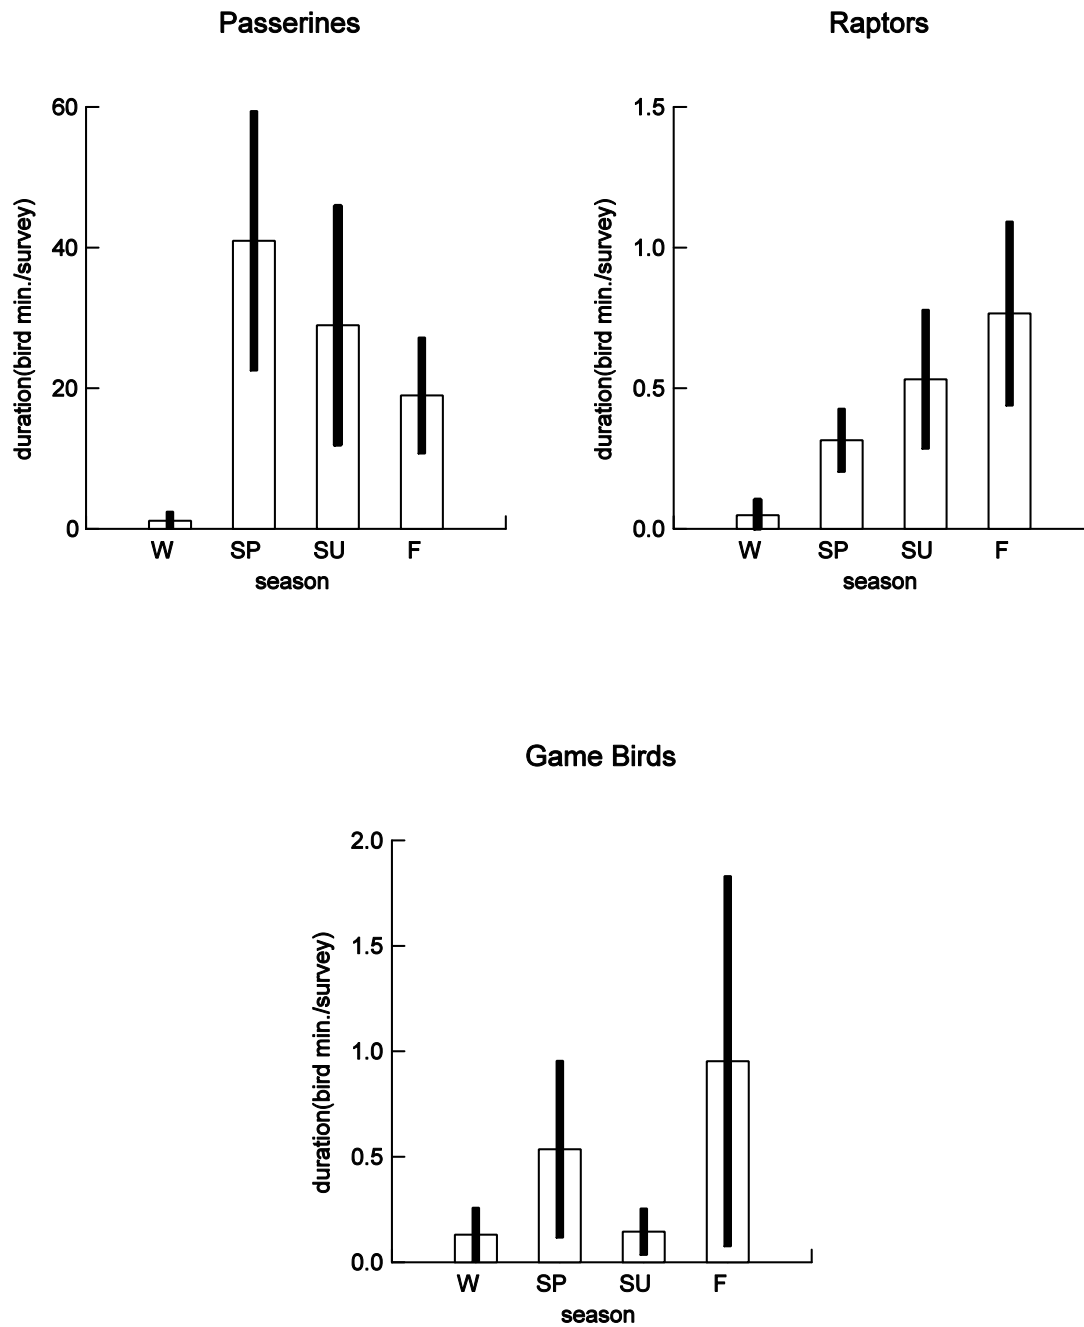 Passerines
duration(bird min./survey)
60
40
20
0
W SP SU F
season
Raptors
duration(bird min./survey)
1.5
1.0
0.5
0.0
W SP SU F
season
Game Birds
duration(bird min./survey)
2.0
1.5
1.0
0.5
0.0
W SP SU F
season